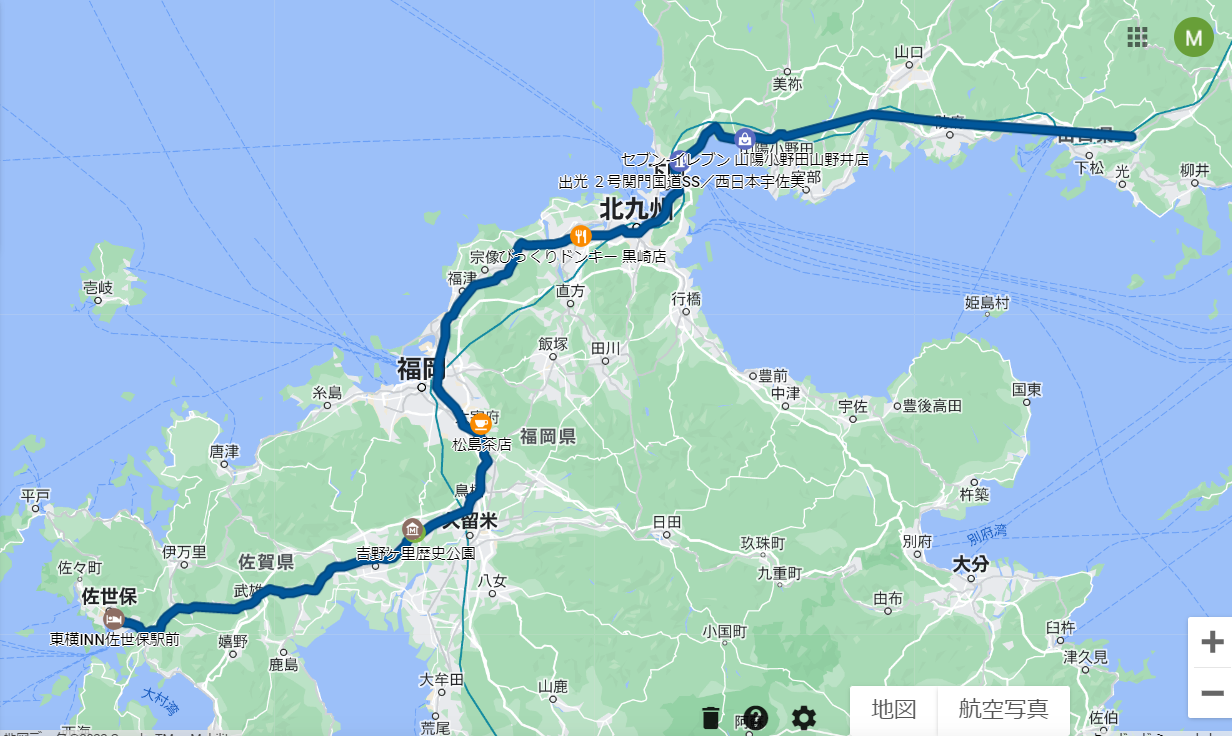 M
山口
美祢
下松
光
柳井
セブン-イレブン 山陽小野田山野井店
出光 ２号関門国道SS／西日本宇佐美
北九州
宗像
びっくりドンキー 黒崎店
福津
壱岐
直方
行橋
姫島村
飯塚
田川
福岡
豊前
中津
国東
糸島
宇佐
豊後高田
松島茶店
福岡県
唐津
平戸
杵築
久留米
日田
別府湾
別府
玖珠町
九重町
大分
伊万里
佐賀県
吉野ヶ里歴史公園
佐々町
八女
武雄
佐世保
由布
東横INN佐世保駅前
嬉野
小国町
臼杵
鹿島
津久見
大牟田
山鹿
大村湾
荒尾
地図
航空写真
佐伯